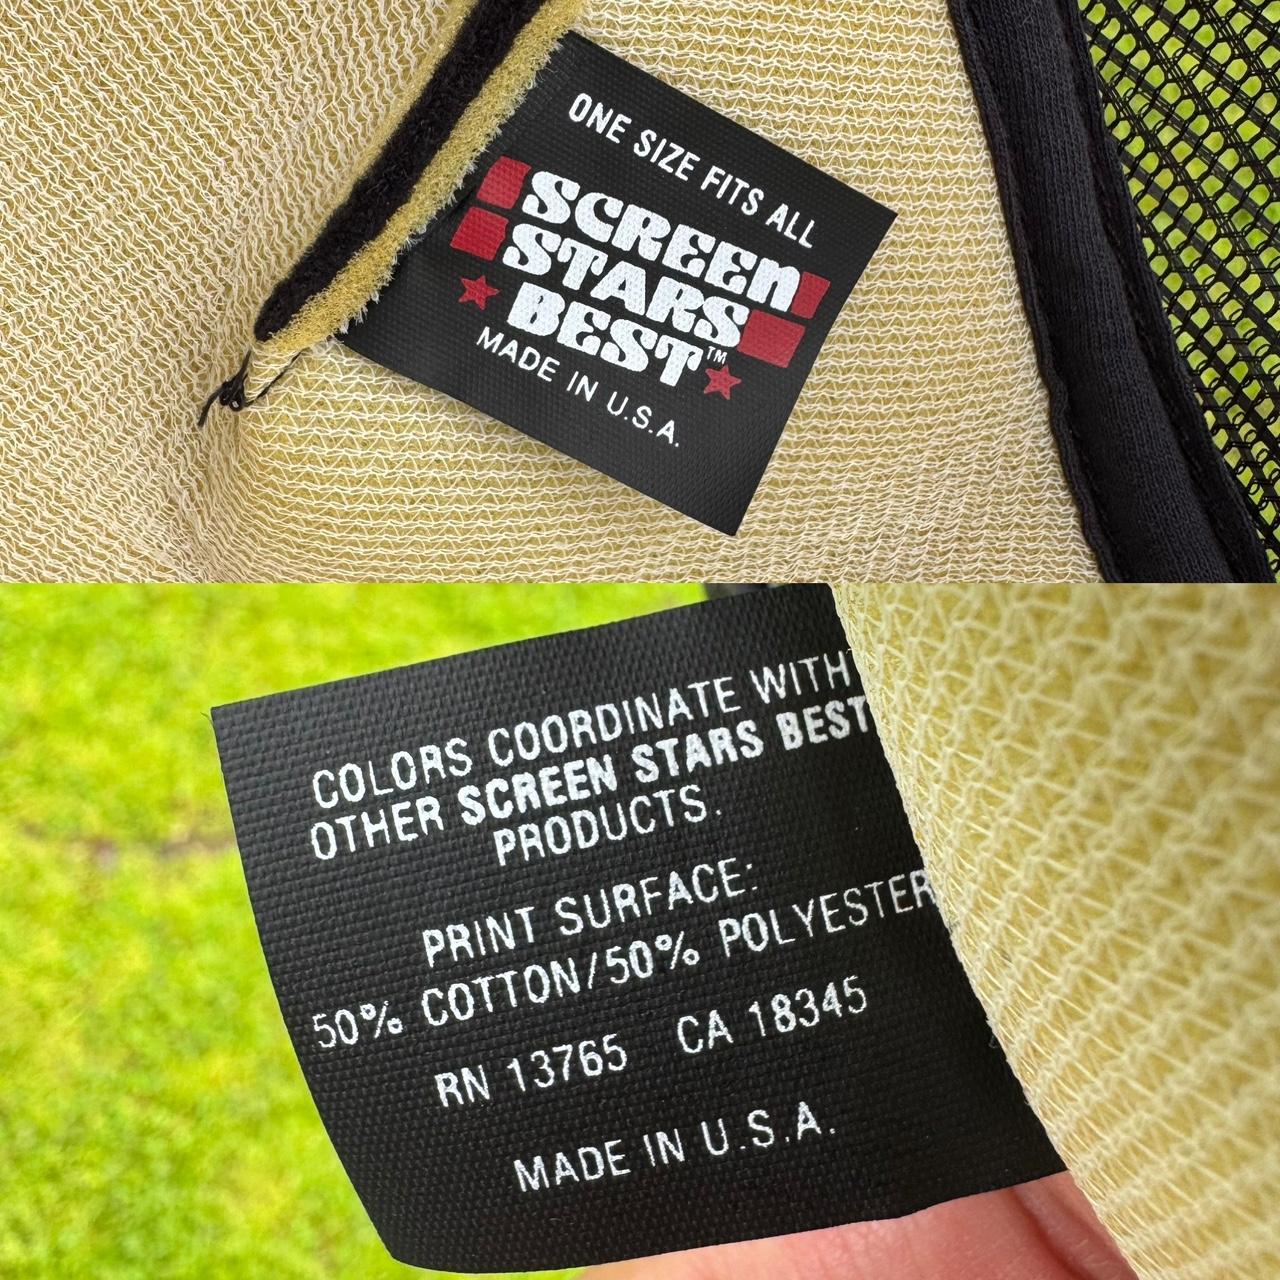 ONE SIZE FITS ALL
SCREEN
STARS
BEST™
MADE IN U.S.A.
COLORS COORDINATE WITH
OTHER SCREEN STARS BEST
PRODUCTS.
PRINT SURFACE:
50% COTTON/50% POLYESTER
RN 13765 CA 18345
MADE IN U.S.A.